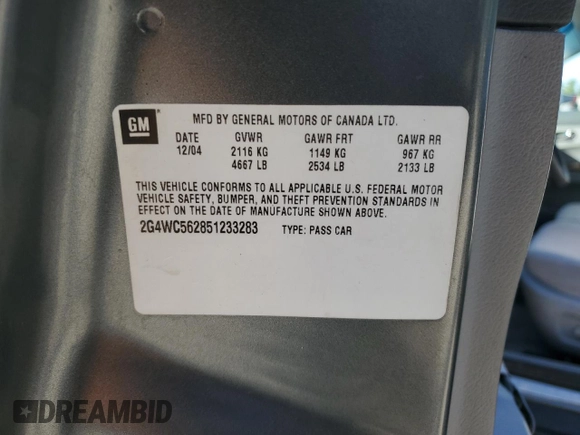 GM
MFD BY GENERAL MOTORS OF CANADA LTD.
DATE GVWR GAWR FRT GAWR RR
12/04 2116 KG 1149 KG 967 KG
4667 LB 2534 LB 2133 LB
THIS VEHICLE CONFORMS TO ALL APPLICABLE U.S. FEDERAL MOTOR
VEHICLE SAFETY, BUMPER, AND THEFT PREVENTION STANDARDS IN
EFFECT ON THE DATE OF MANUFACTURE SHOWN ABOVE.
2G4WC562851233283 TYPE: PASS CAR
DREAMBID